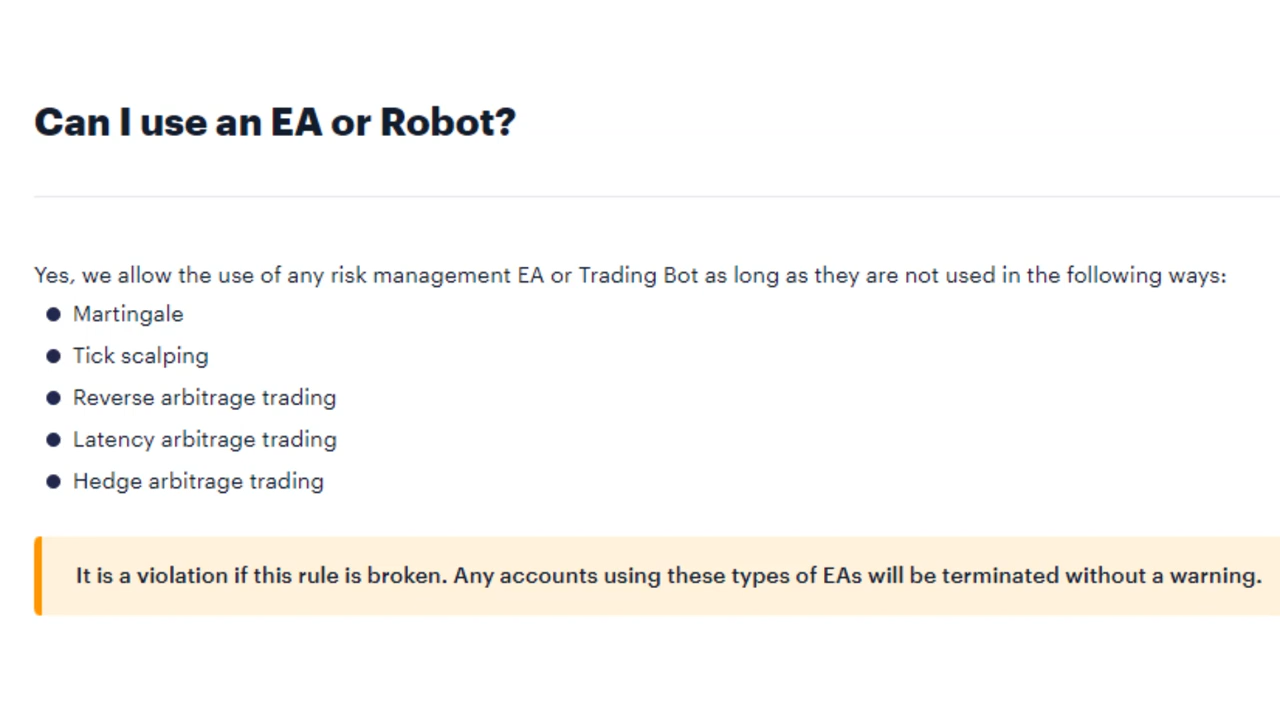 Can I use an EA or Robot?
Yes, we allow the use of any risk management EA or Trading Bot as long as they are not used in the following ways:
Martingale
Tick scalping
Reverse arbitrage trading
Latency arbitrage trading
Hedge arbitrage trading
It is a violation if this rule is broken. Any accounts using these types of EAs will be terminated without a warning.